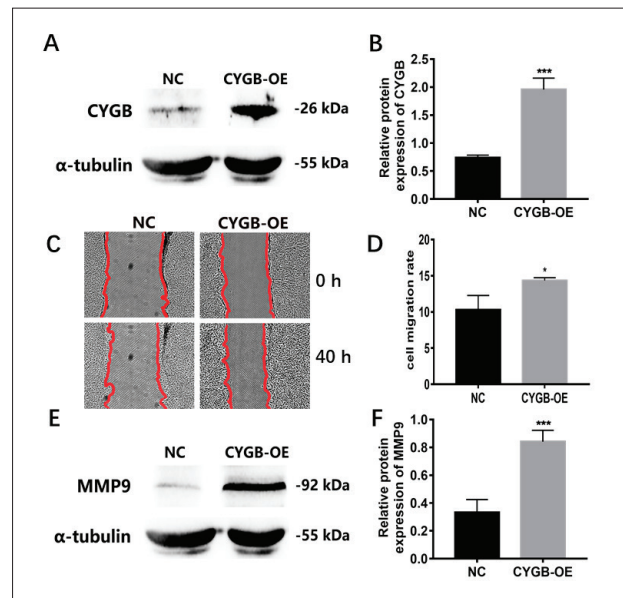 A
NC CYGB-OE
CYGB -26 kDa
α-tubulin -55 kDa
B
Relative protein
expression of CYGB
2.5
2.0
1.5
1.0
0.5
0.0
***
NC CYGB-OE
C
NC CYGB-OE
0 h
40 h
D
cell migration rate
20
15
10
5
0
*
NC CYGB-OE
E
NC CYGB-OE
MMP9 -92 kDa
α-tubulin -55 kDa
F
Relative protein
expression of MMP9
1.0
0.8
0.6
0.4
0.2
0.0
***
NC CYGB-OE